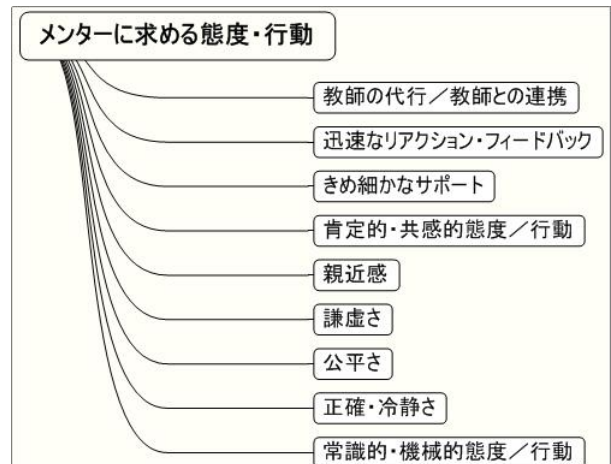 メンターに求める態度・行動
教師の代行／教師との連携
迅速なリアクション・フィードバック
きめ細かなサポート
肯定的・共感的態度／行動
親近感
謙虚さ
公平さ
正確・冷静さ
常識的・機械的態度／行動